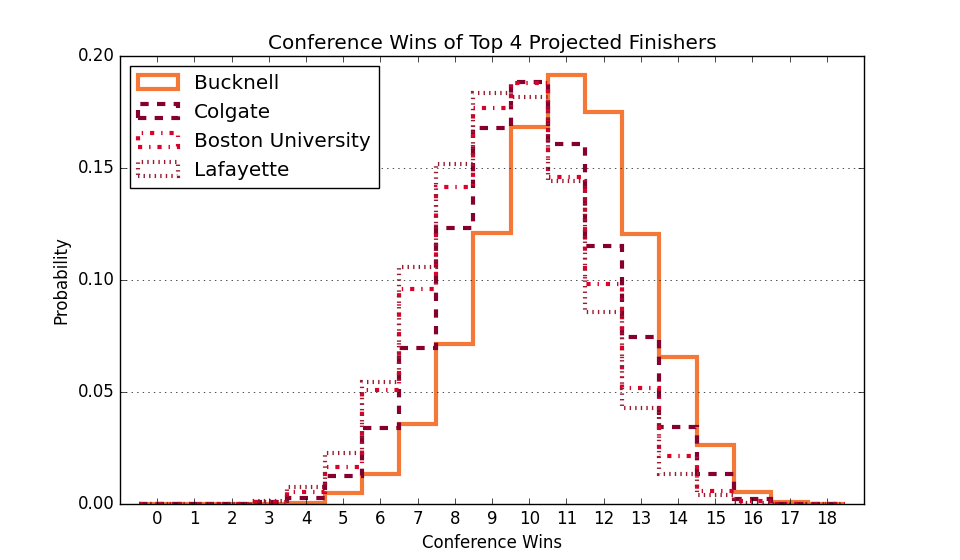 Conference Wins of Top 4 Projected Finishers
0.20
0.15
0.10
0.05
0.00
Probability
Bucknell
Colgate
Boston University
Lafayette
0 1 2 3 4 5 6 7 8 9 10 11 12 13 14 15 16 17 18
Conference Wins